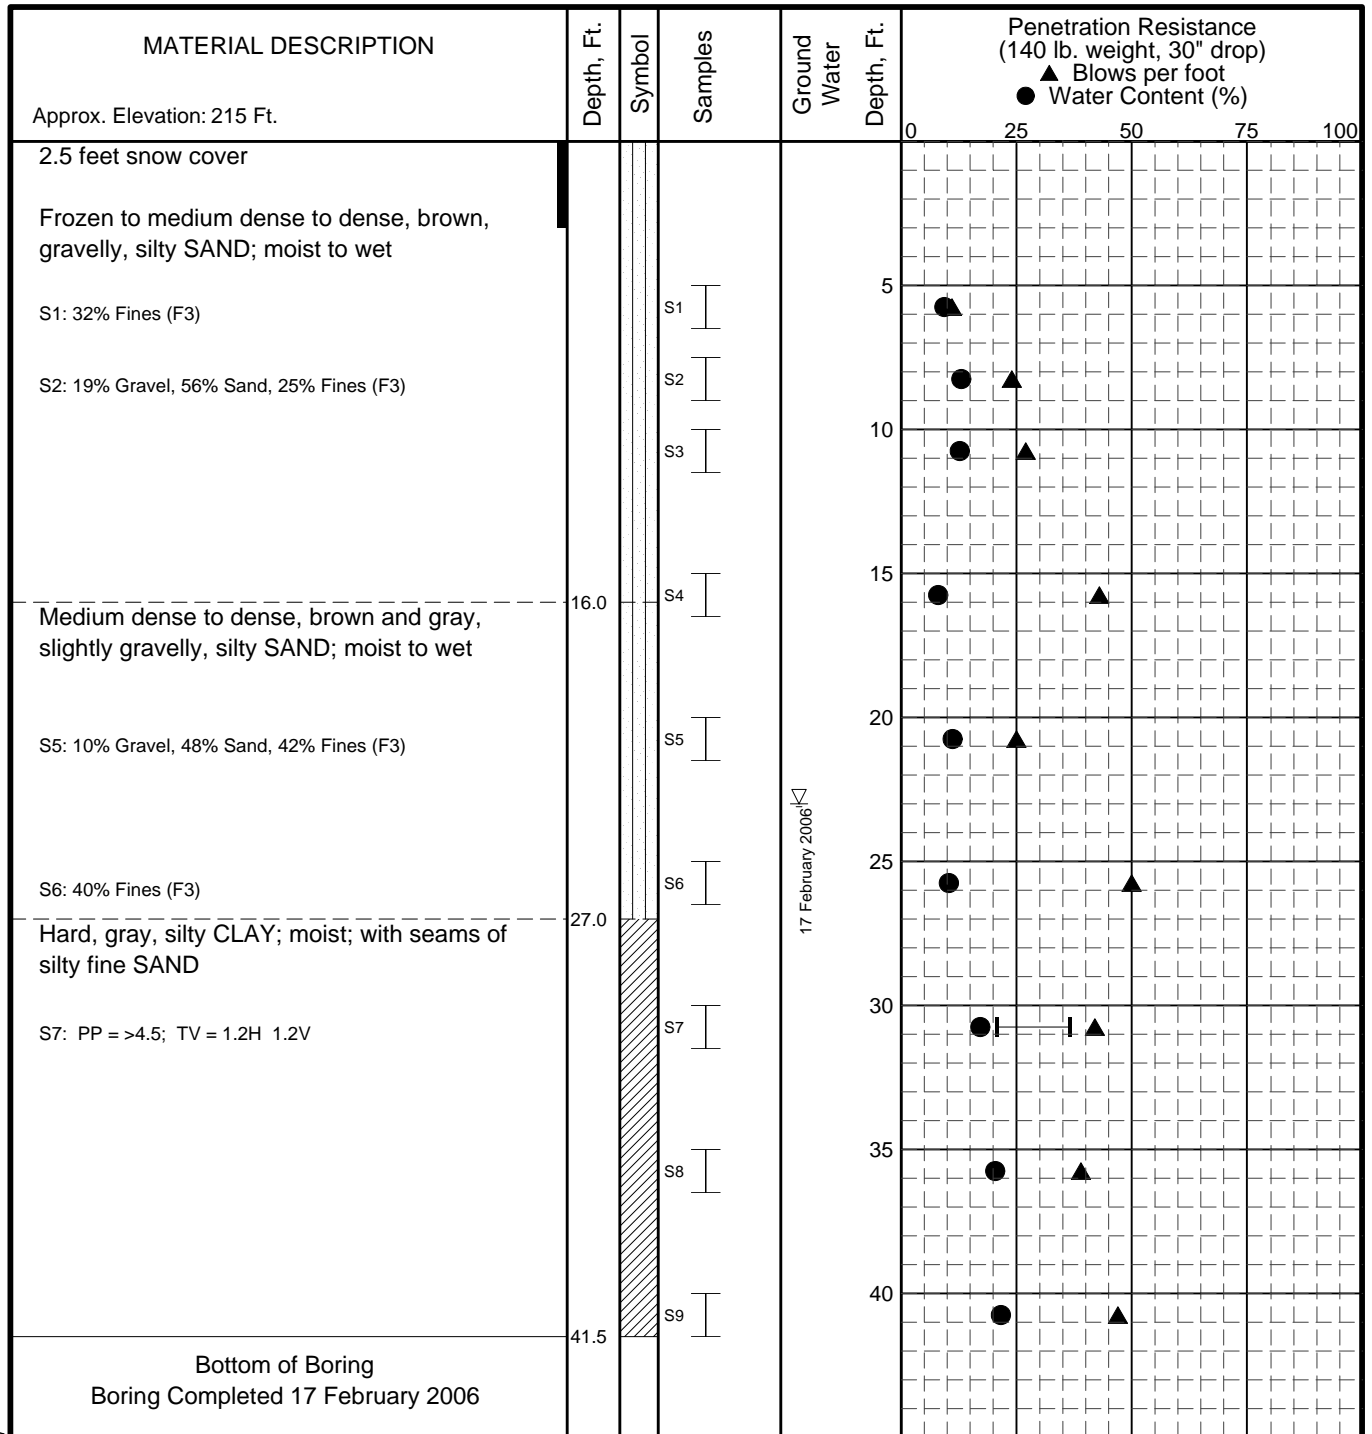 MATERIAL DESCRIPTION
Approx. Elevation: 215 Ft.
Depth, Ft.
Symbol
Samples
Ground
Water
Depth, Ft.
Penetration Resistance
(140 lb. weight, 30" drop)
▲ Blows per foot
● Water Content (%)
0 25 50 75 100
2.5 feet snow cover
Frozen to medium dense to dense, brown,
gravelly, silty SAND; moist to wet
5
S1: 32% Fines (F3)
S1
S2: 19% Gravel, 56% Sand, 25% Fines (F3)
S2
10
S3
15
S4
16.0
Medium dense to dense, brown and gray,
slightly gravelly, silty SAND; moist to wet
20
S5: 10% Gravel, 48% Sand, 42% Fines (F3)
S5
17 February 2006
25
S6: 40% Fines (F3)
S6
27.0
Hard, gray, silty CLAY; moist; with seams of
silty fine SAND
30
S7: PP = >4.5; TV = 1.2H 1.2V
S7
35
S8
40
S9
41.5
Bottom of Boring
Boring Completed 17 February 2006